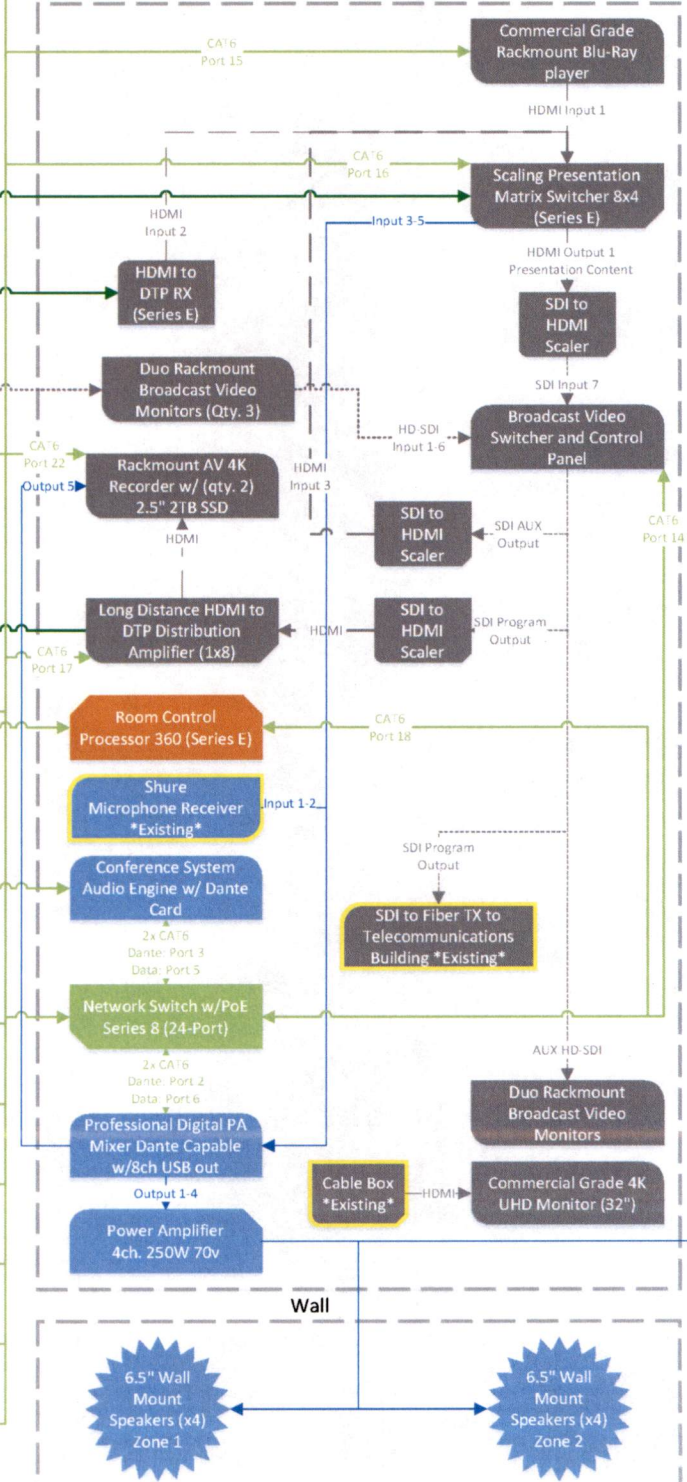 Commercial Grade
Rackmount Blu-Ray
player
CAT6
Port 15
HDMI Input 1
CAT6
Port 16
Scaling Presentation
Matrix Switcher 8x4
(Series E)
HDMI
Input 2
Input 3-5
HDMI Output 1
Presentation Content
HDMI to
DTP RX
(Series E)
SDI to
HDMI
Scaler
Duo Rackmount
Broadcast Video
Monitors (Qty. 3)
SDI Input 7
HD-SDI
Input 1-6
Broadcast Video
Switcher and Control
Panel
CAT6
Port 22
Output 5
Rackmount AV 4K
Recorder w/ (qty. 2)
2.5" 2TB SSD
HDMI
Input 3
HDMI
SDI to
HDMI
Scaler
SDI AUX
Output
CAT6
Port 14
Long Distance HDMI to
DTP Distribution
Amplifier (1x8)
HDMI
SDI to
HDMI
Scaler
SDI Program
Output
CAT6
Port 17
Room Control
Processor 360 (Series E)
CAT6
Port 18
Shure
Microphone Receiver
*Existing*
Input 1-2
Conference System
Audio Engine w/ Dante
Card
SDI Program
Output
SDI to Fiber TX to
Telecommunications
Building *Existing*
2x CAT6
Dante: Port 3
Data: Port 5
Network Switch w/PoE
Series 8 (24-Port)
2x CAT6
Dante: Port 2
Data: Port 6
AUX HD-SDI
Duo Rackmount
Broadcast Video
Monitors
Professional Digital PA
Mixer Dante Capable
w/8ch USB out
Output 1-4
Cable Box
*Existing*
HDMI
Commercial Grade 4K
UHD Monitor (32")
Power Amplifier
4ch. 250W 70v
Wall
6.5" Wall
Mount
Speakers (x4)
Zone 1
6.5" Wall
Mount
Speakers (x4)
Zone 2